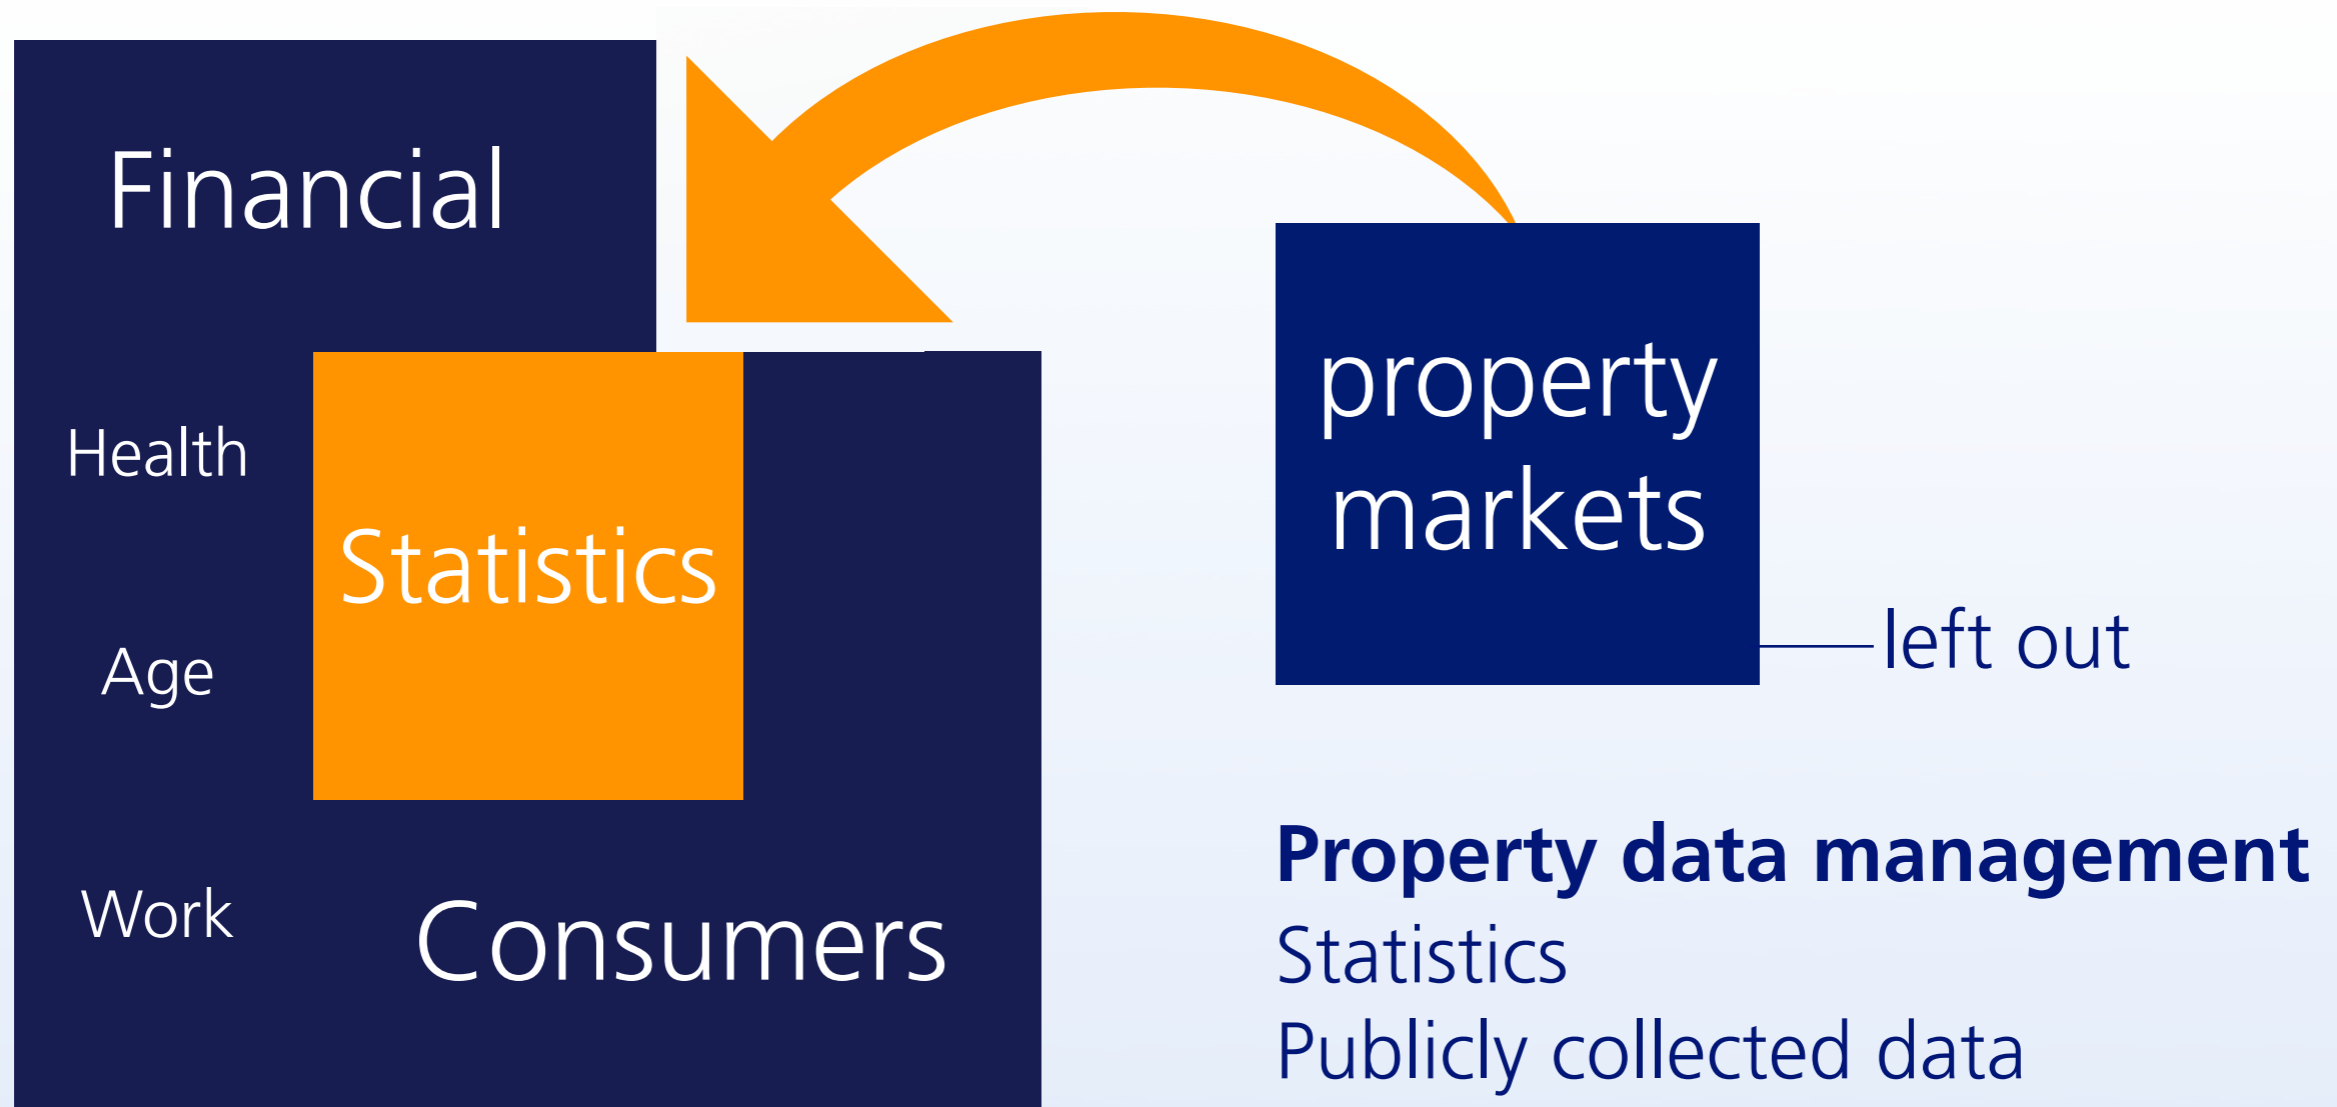 Financial
Health
Statistics
Age
Work
Consumers
property
markets
left out
Property data management
Statistics
Publicly collected data